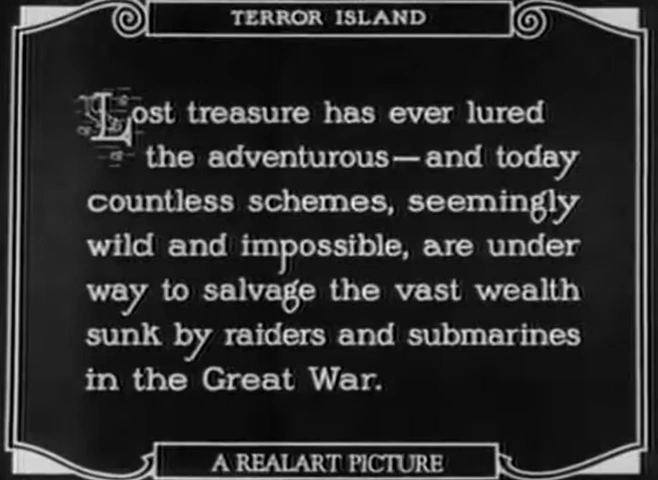 TERROR ISLAND
Lost treasure has ever lured
the adventurous—and today
countless schemes, seemingly
wild and impossible, are under
way to salvage the vast wealth
sunk by raiders and submarines
in the Great War.
A REALART PICTURE